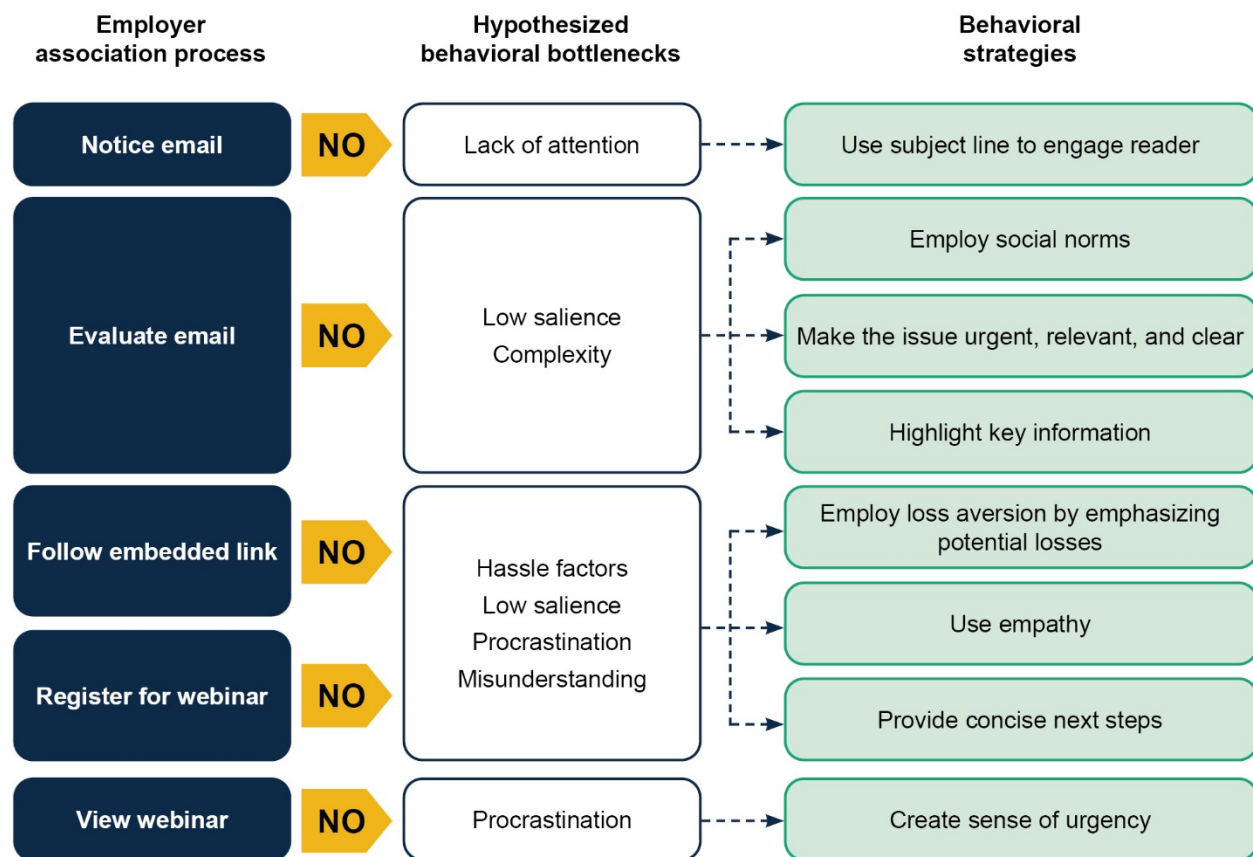 Employer
association process
Hypothesized
behavioral bottlenecks
Behavioral
strategies
Notice email
NO
Lack of attention
Use subject line to engage reader
Evaluate email
NO
Low salience
Complexity
Employ social norms
Make the issue urgent, relevant, and clear
Highlight key information
Follow embedded link
NO
Register for webinar
NO
Hassle factors
Low salience
Procrastination
Misunderstanding
Employ loss aversion by emphasizing
potential losses
Use empathy
Provide concise next steps
View webinar
NO
Procrastination
Create sense of urgency